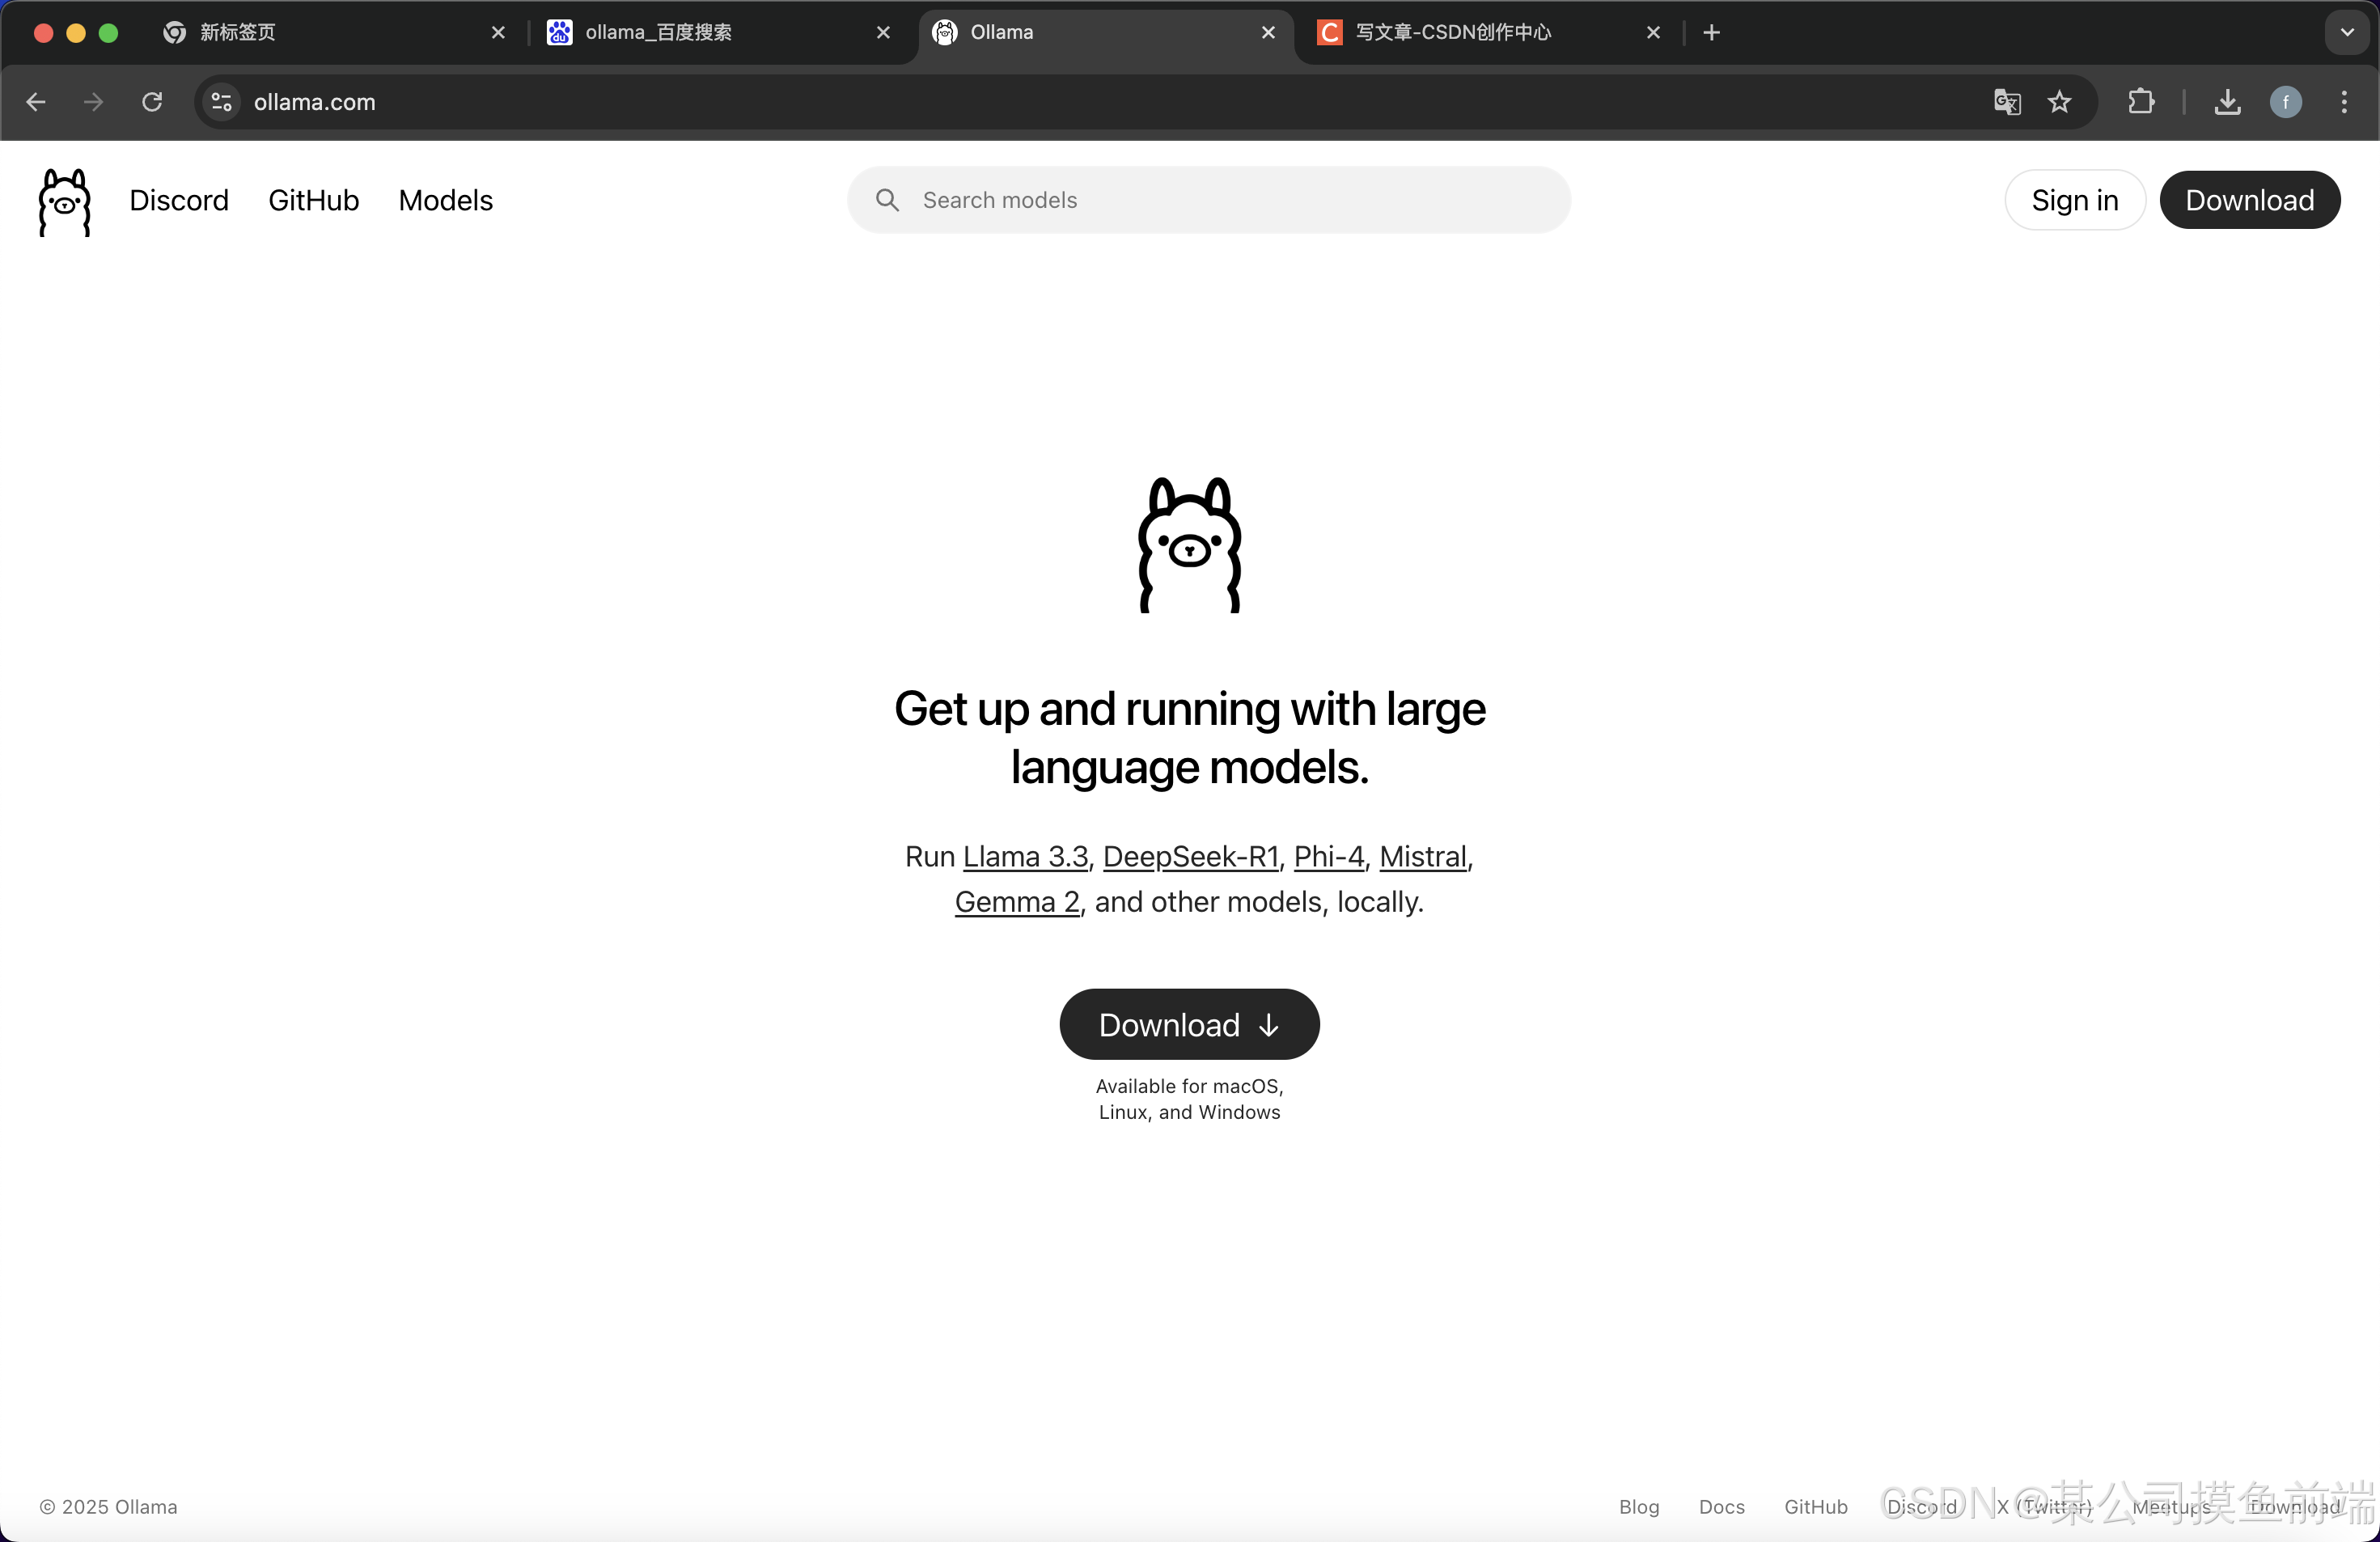 新标签页
ollama_百度搜索
Ollama
写文章-CSDN创作中心
ollama.com
f
Discord
GitHub
Models
Search models
Sign in
Download
Get up and running with large
language models.
Run Llama 3.3, DeepSeek-R1, Phi-4, Mistral,
Gemma 2, and other models, locally.
Download ↓
Available for macOS,
Linux, and Windows
© 2025 Ollama
Blog
Docs
GitHub
Discord
X (Twitter)
Meetups
Download
CSDN @某公司摸鱼前端